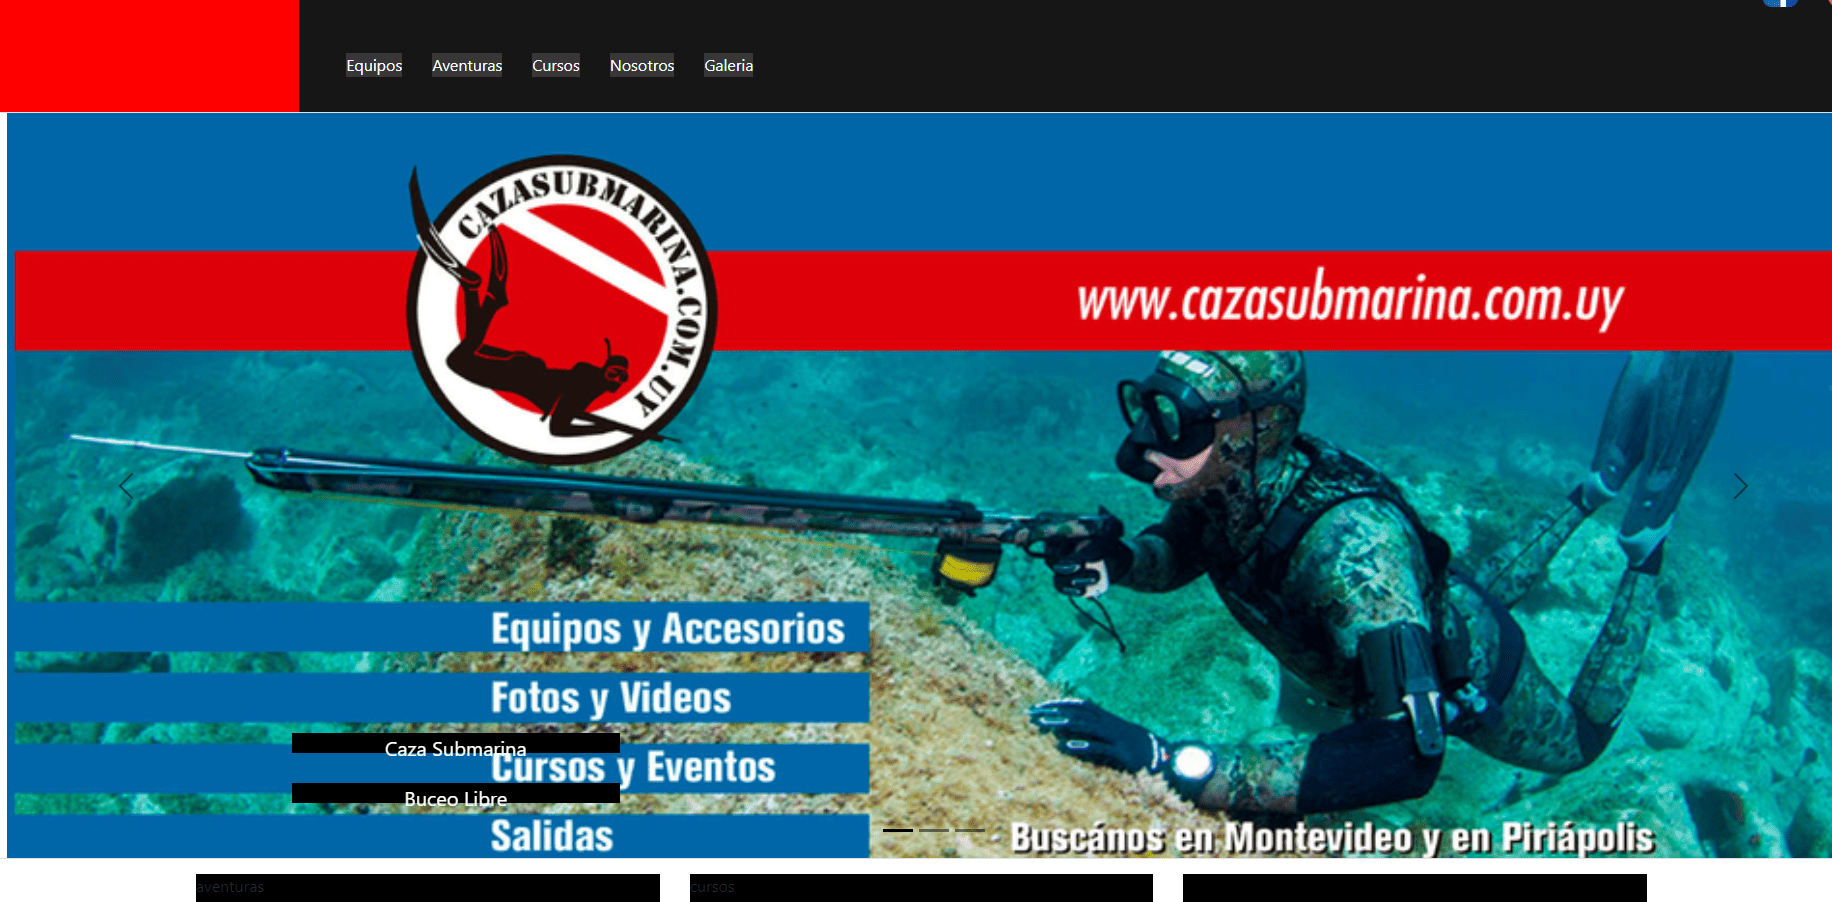 Equipos Aventuras Cursos Nosotros Galeria
CAZASUBMARINA.COM.UY
www.cazasubmarina.com.uy
Equipos y Accesorios
Fotos y Videos
Caza Submarina
Cursos y Eventos
Buceo Libre
Salidas
Buscános en Montevideo y en Piriápolis
aventuras cursos